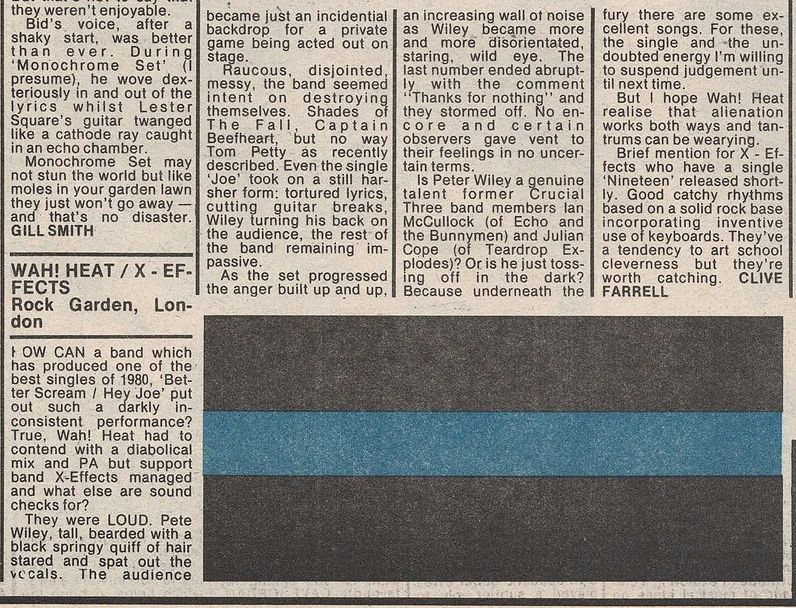 they weren't enjoyable.
Bid's voice, after a
shaky start, was better
than ever. During
'Monochrome Set' (I
presume), he wove dex-
teriously in and out of the
lyrics whilst Lester
Square's guitar twanged
like a cathode ray caught
in an echo chamber.
Monochrome Set may
not stun the world but like
moles in your garden lawn
they just won't go away —
and that's no disaster.
GILL SMITH
WAH! HEAT / X - EF-
FECTS
Rock Garden, Lon-
don
HOW CAN a band which
has produced one of the
best singles of 1980, 'Bet-
ter Scream / Hey Joe' put
out such a darkly in-
consistent performance?
True, Wah! Heat had to
contend with a diabolical
mix and PA but support
band X-Effects managed
and what else are sound
checks for?
They were LOUD. Pete
Wiley, tall, bearded with a
black springy quiff of hair
stared and spat out the
vocals. The audience
became just an incidental
backdrop for a private
game being acted out on
stage.
Raucous, disjointed,
messy, the band seemed
intent on destroying
themselves. Shades of
The Fall, Captain
Beefheart, but no way
Tom Petty as recently
described. Even the single
'Joe' took on a still har-
sher form: tortured lyrics,
cutting guitar breaks,
Wiley turning his back on
the audience, the rest of
the band remaining im-
passive.
As the set progressed
the anger built up and up,
an increasing wall of noise
as Wiley became more
and more disorientated,
staring, wild eye. The
last number ended abrupt-
ly with the comment
"Thanks for nothing" and
they stormed off. No en-
core and certain
observers gave vent to
their feelings in no uncer-
tain terms.
Is Peter Wiley a genuine
talent former Crucial
Three band members Ian
McCullock (of Echo and
the Bunnymen) and Julian
Cope (of Teardrop Ex-
plodes)? Or is he just toss-
ing off in the dark?
Because underneath the
fury there are some ex-
cellent songs. For these,
the single and the un-
doubted energy I'm willing
to suspend judgement un-
til next time.
But I hope Wah! Heat
realise that alienation
works both ways and tan-
trums can be wearying.
Brief mention for X - Ef-
fects who have a single
'Nineteen' released short-
ly. Good catchy rhythms
based on a solid rock base
incorporating inventive
use of keyboards. They've
a tendency to art school
cleverness but they're
worth catching. CLIVE
FARRELL